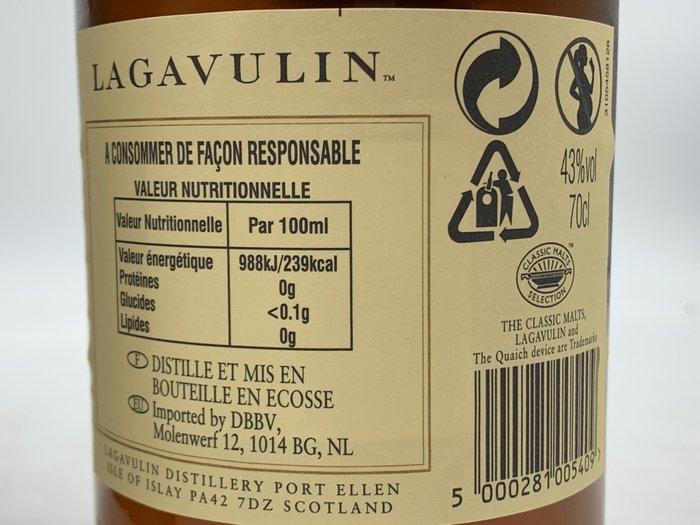 LAGAVULIN™
A CONSOMMER DE FAÇON RESPONSABLE
VALEUR NUTRITIONNELLE
Valeur Nutritionnelle Par 100ml
Valeur énergétique 988kJ/239kcal
Protéines 0g
Glucides <0.1g
Lipides 0g
F DISTILLE ET MIS EN
BOUTEILLE EN ECOSSE
EU Imported by DBBV,
Molenwerf 12, 1014 BG, NL
LAGAVULIN DISTILLERY PORT ELLEN
ISLE OF ISLAY PA42 7DZ SCOTLAND
3105458126
43%vol
70cl
CLASSIC MALTS™
SELECTION
THE CLASSIC MALTS,
LAGAVULIN and
The Quaich device are Trademarks
5 000281 005409 >